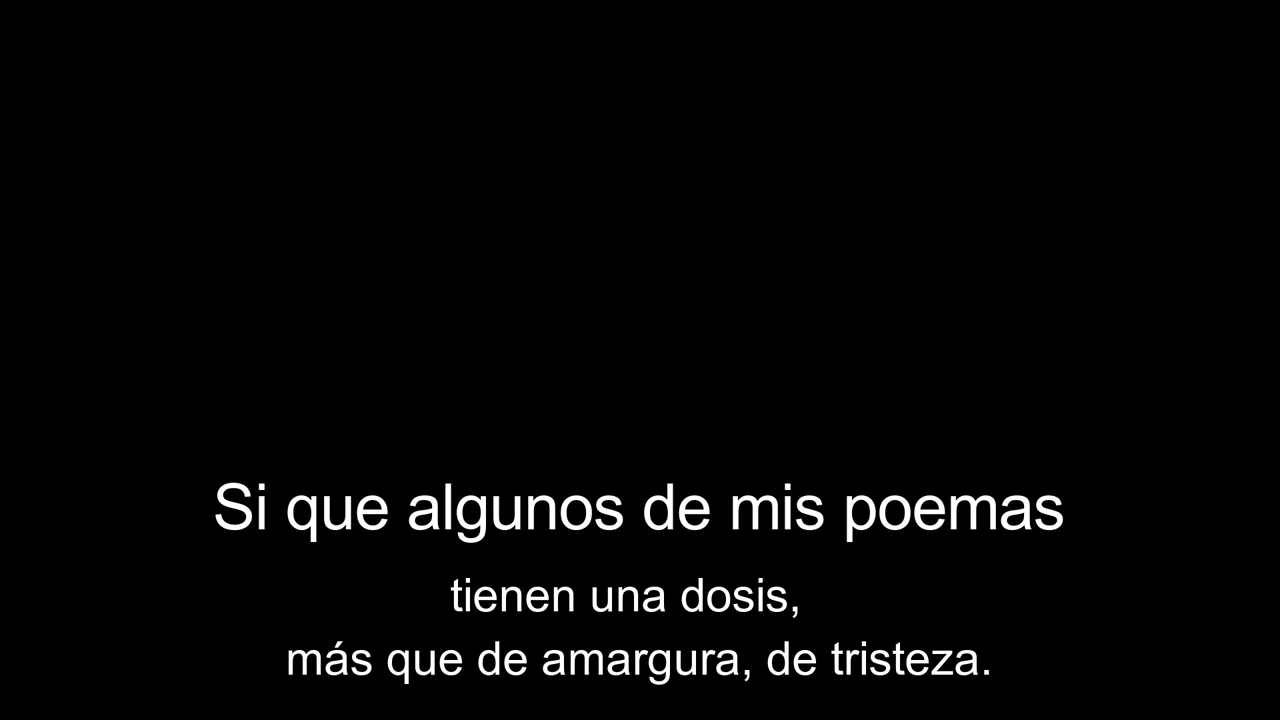 Si que algunos de mis poemas
tienen una dosis,
más que de amargura, de tristeza.